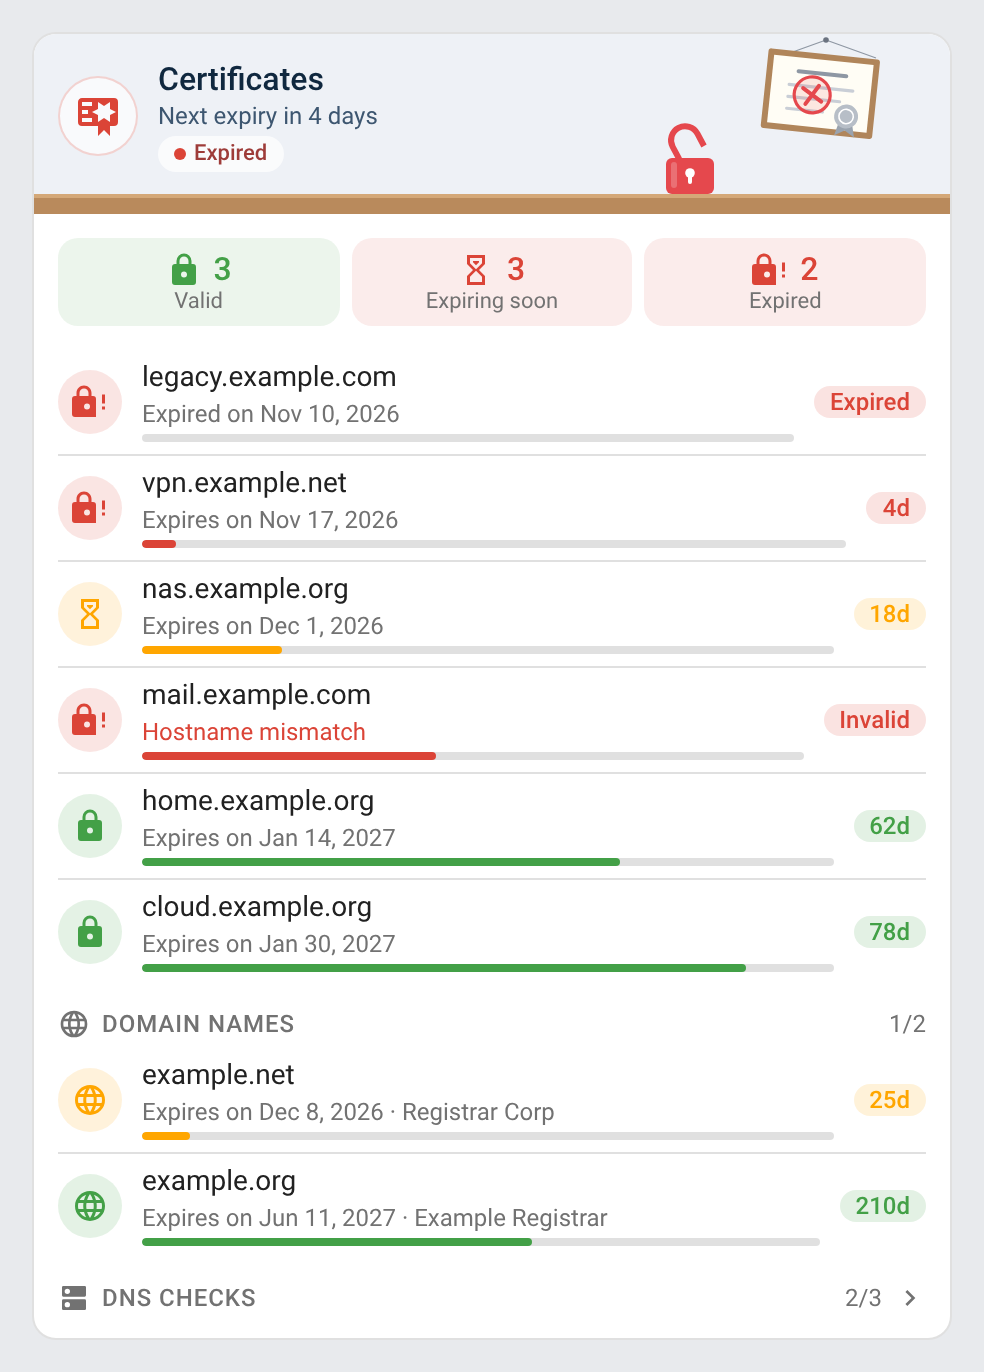 Certificates
Next expiry in 4 days
Expired
3
Valid
3
Expiring soon
2
Expired
legacy.example.com
Expired on Nov 10, 2026
Expired
vpn.example.net
Expires on Nov 17, 2026
4d
nas.example.org
Expires on Dec 1, 2026
18d
mail.example.com
Hostname mismatch
Invalid
home.example.org
Expires on Jan 14, 2027
62d
cloud.example.org
Expires on Jan 30, 2027
78d
DOMAIN NAMES
1/2
example.net
Expires on Dec 8, 2026 · Registrar Corp
25d
example.org
Expires on Jun 11, 2027 · Example Registrar
210d
DNS CHECKS
2/3